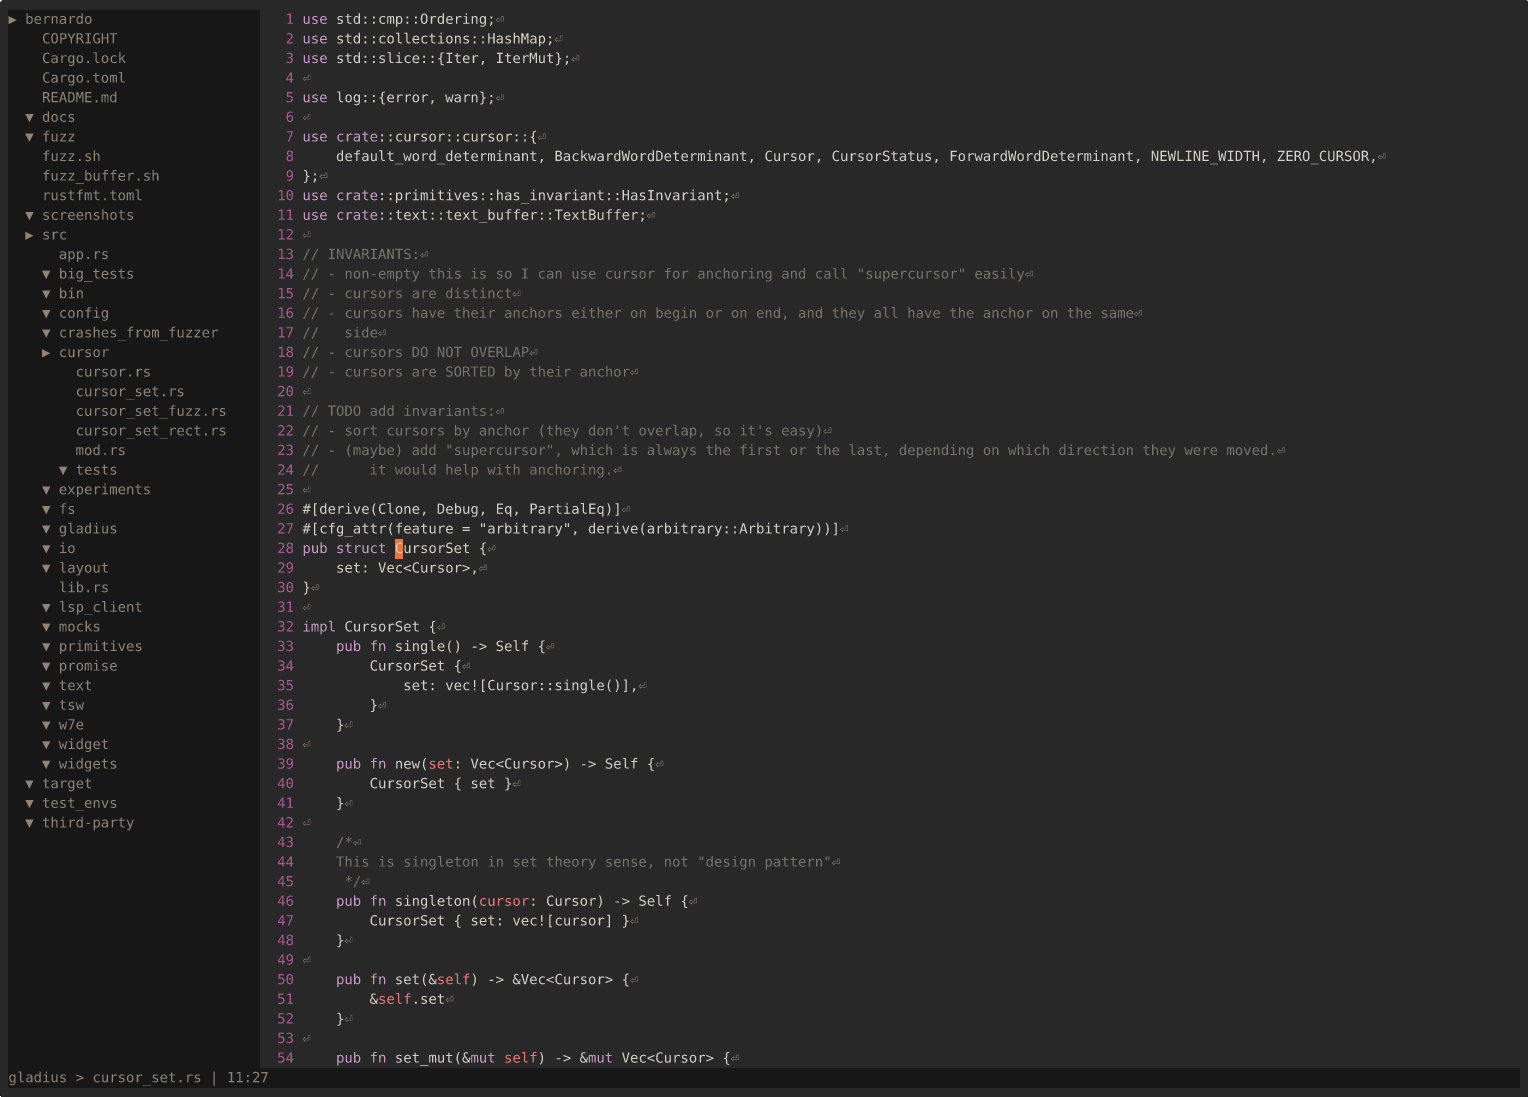 ▶ bernardo
COPYRIGHT
Cargo.lock
Cargo.toml
README.md
▼ docs
▼ fuzz
fuzz.sh
fuzz_buffer.sh
rustfmt.toml
▼ screenshots
▶ src
app.rs
▼ big_tests
▼ bin
▼ config
▼ crashes_from_fuzzer
▶ cursor
cursor.rs
cursor_set.rs
cursor_set_fuzz.rs
cursor_set_rect.rs
mod.rs
▼ tests
▼ experiments
▼ fs
▼ gladius
▼ io
▼ layout
lib.rs
▼ lsp_client
▼ mocks
▼ primitives
▼ promise
▼ text
▼ tsw
▼ w7e
▼ widget
▼ widgets
▼ target
▼ test_envs
▼ third-party
1 use std::cmp::Ordering;⏎
2 use std::collections::HashMap;⏎
3 use std::slice::{Iter, IterMut};⏎
4 ⏎
5 use log::{error, warn};⏎
6 ⏎
7 use crate::cursor::cursor::{⏎
8     default_word_determinant, BackwardWordDeterminant, Cursor, CursorStatus, ForwardWordDeterminant, NEWLINE_WIDTH, ZERO_CURSOR,⏎
9 };⏎
10 use crate::primitives::has_invariant::HasInvariant;⏎
11 use crate::text::text_buffer::TextBuffer;⏎
12 ⏎
13 // INVARIANTS:⏎
14 // - non-empty this is so I can use cursor for anchoring and call "supercursor" easily⏎
15 // - cursors are distinct⏎
16 // - cursors have their anchors either on begin or on end, and they all have the anchor on the same⏎
17 //   side⏎
18 // - cursors DO NOT OVERLAP⏎
19 // - cursors are SORTED by their anchor⏎
20 ⏎
21 // TODO add invariants:⏎
22 // - sort cursors by anchor (they don't overlap, so it's easy)⏎
23 // - (maybe) add "supercursor", which is always the first or the last, depending on which direction they were moved.⏎
24 //      it would help with anchoring.⏎
25 ⏎
26 #[derive(Clone, Debug, Eq, PartialEq)]⏎
27 #[cfg_attr(feature = "arbitrary", derive(arbitrary::Arbitrary))]⏎
28 pub struct CursorSet {⏎
29     set: Vec<Cursor>,⏎
30 }⏎
31 ⏎
32 impl CursorSet {⏎
33     pub fn single() -> Self {⏎
34         CursorSet {⏎
35             set: vec![Cursor::single()],⏎
36         }⏎
37     }⏎
38 ⏎
39     pub fn new(set: Vec<Cursor>) -> Self {⏎
40         CursorSet { set }⏎
41     }⏎
42 ⏎
43     /*⏎
44     This is singleton in set theory sense, not "design pattern"⏎
45      */⏎
46     pub fn singleton(cursor: Cursor) -> Self {⏎
47         CursorSet { set: vec![cursor] }⏎
48     }⏎
49 ⏎
50     pub fn set(&self) -> &Vec<Cursor> {⏎
51         &self.set⏎
52     }⏎
53 ⏎
54     pub fn set_mut(&mut self) -> &mut Vec<Cursor> {⏎
gladius > cursor_set.rs | 11:27